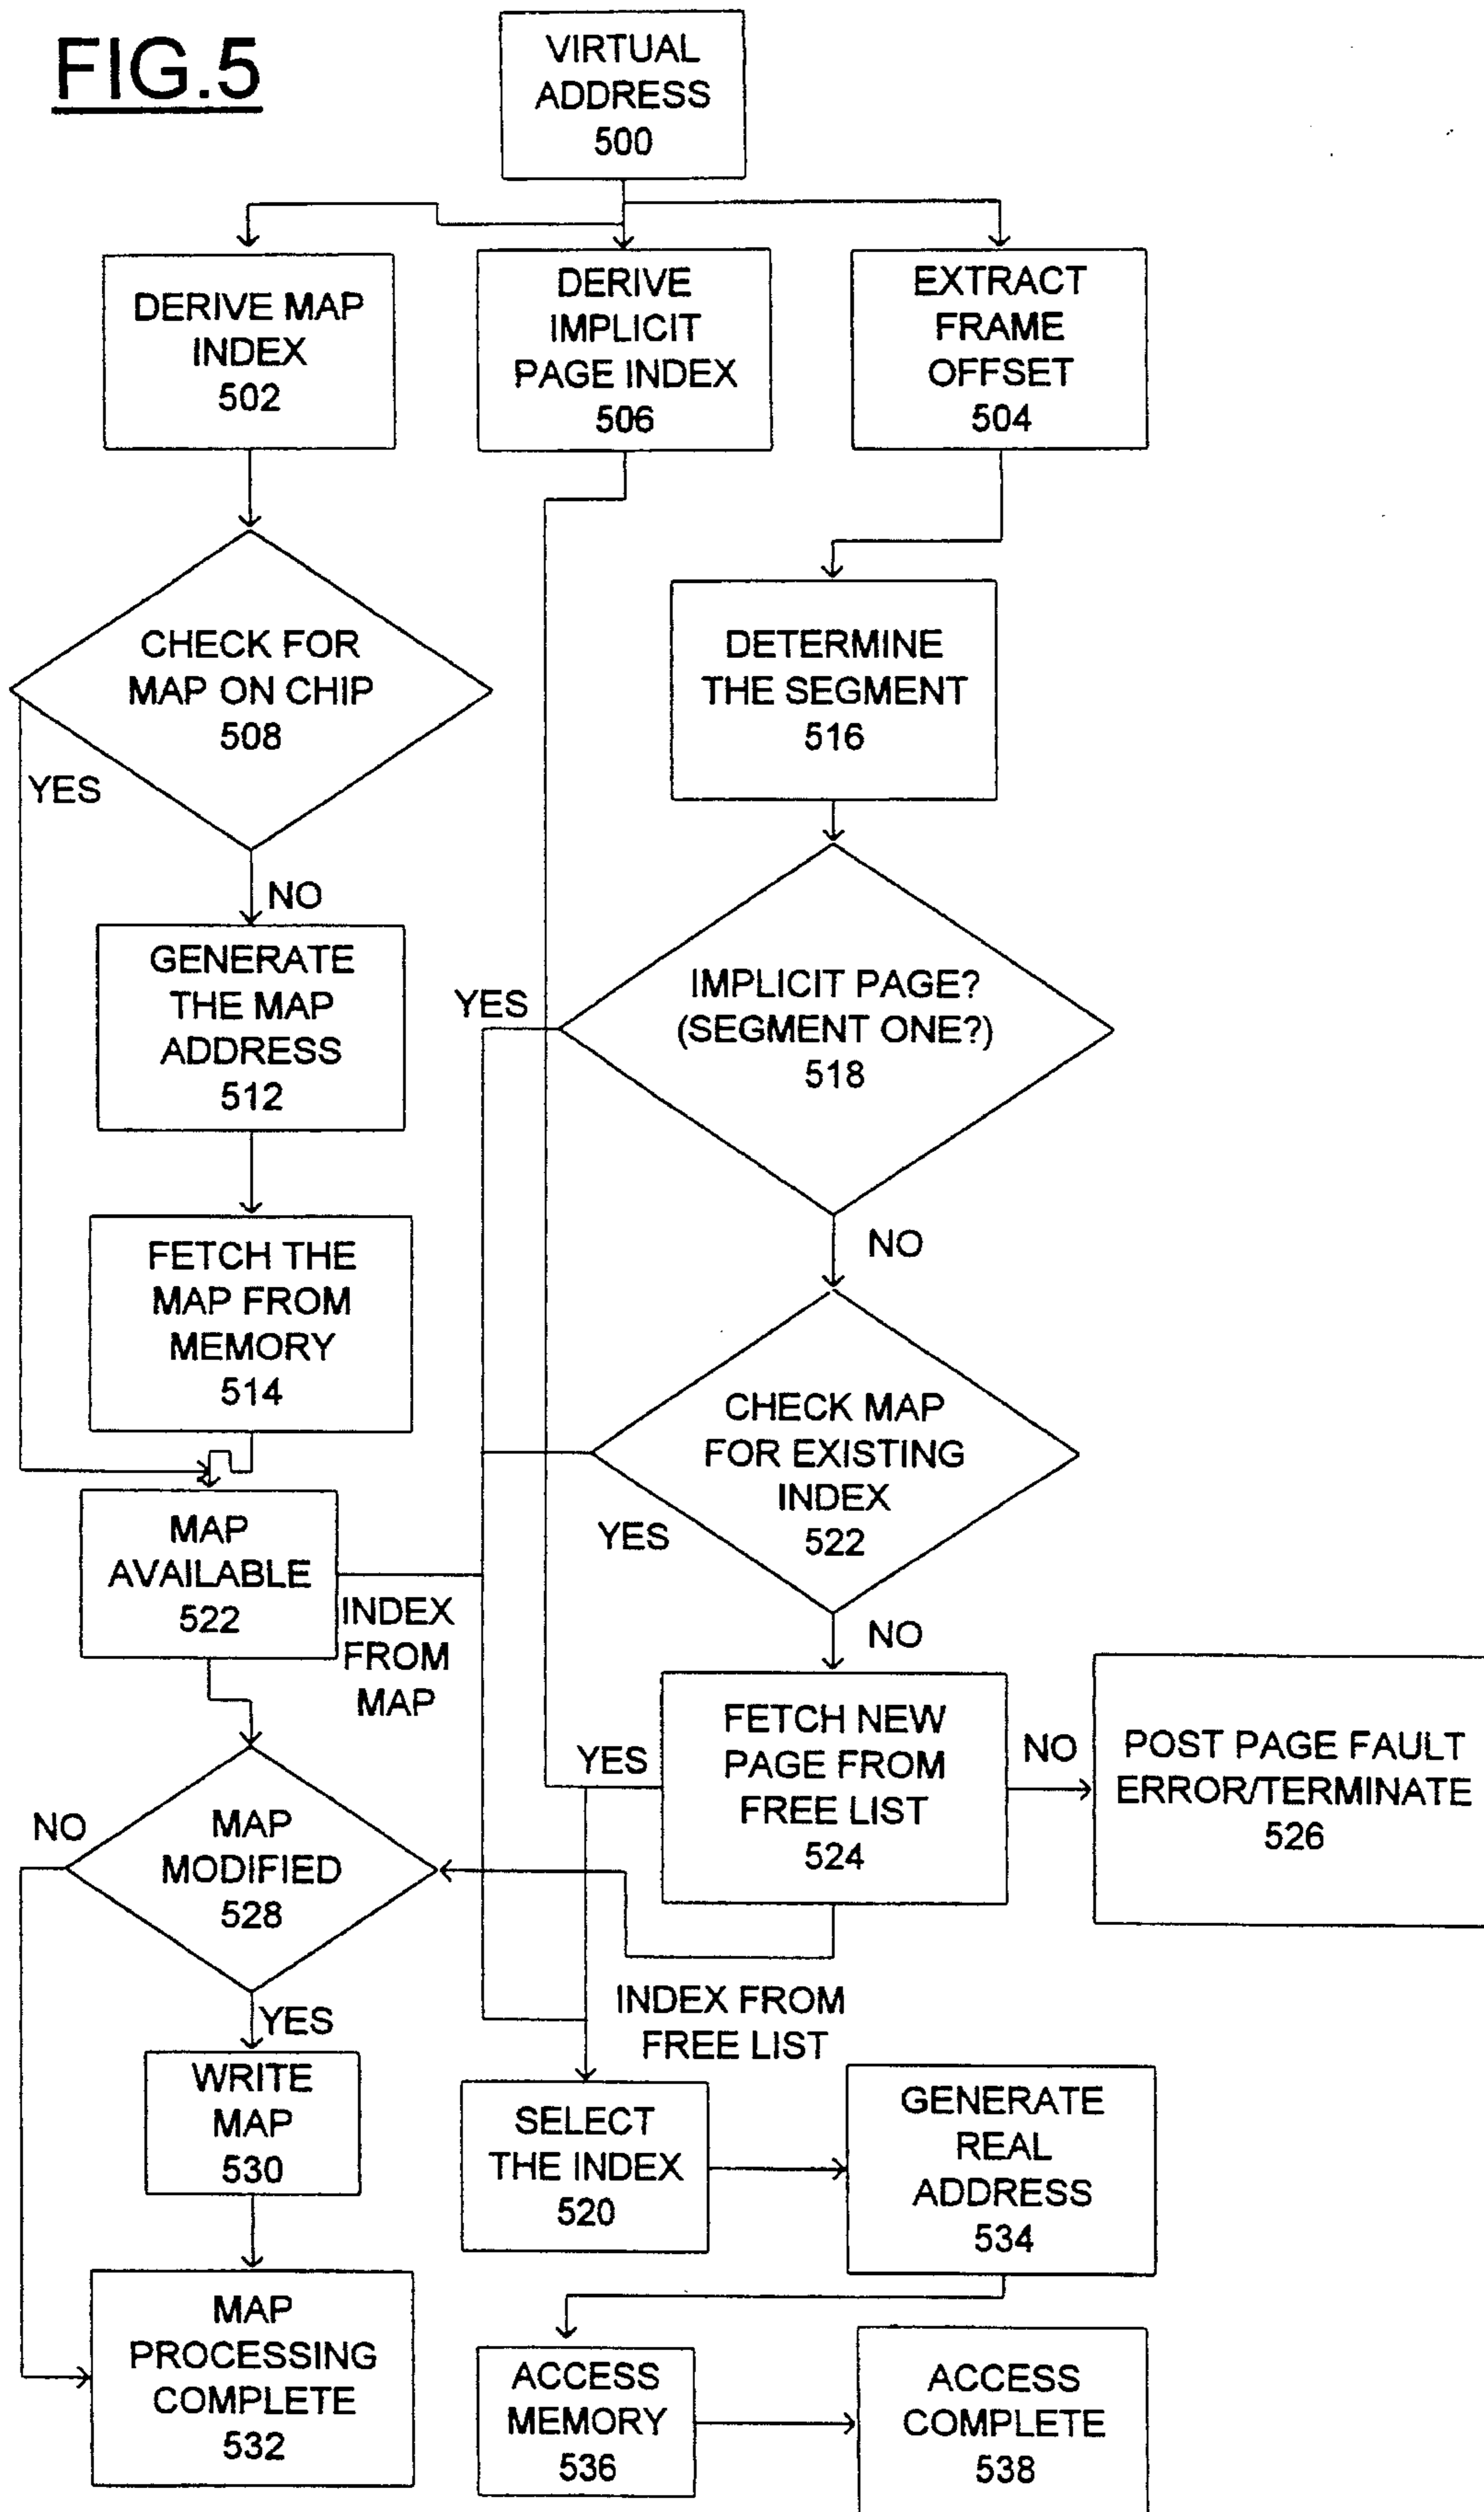 FIG.5
VIRTUAL
ADDRESS
500
DERIVE MAP
INDEX
502
DERIVE
IMPLICIT
PAGE INDEX
506
EXTRACT
FRAME
OFFSET
504
CHECK FOR
MAP ON CHIP
508
YES
NO
DETERMINE
THE SEGMENT
516
GENERATE
THE MAP
ADDRESS
512
YES
IMPLICIT PAGE?
(SEGMENT ONE?)
518
NO
FETCH THE
MAP FROM
MEMORY
514
CHECK MAP
FOR EXISTING
INDEX
522
YES
NO
MAP
AVAILABLE
522
INDEX
FROM
MAP
FETCH NEW
PAGE FROM
FREE LIST
524
YES
NO
POST PAGE FAULT
ERROR/TERMINATE
526
NO
MAP
MODIFIED
528
YES
INDEX FROM
FREE LIST
WRITE
MAP
530
SELECT
THE INDEX
520
GENERATE
REAL
ADDRESS
534
MAP
PROCESSING
COMPLETE
532
ACCESS
MEMORY
536
ACCESS
COMPLETE
538